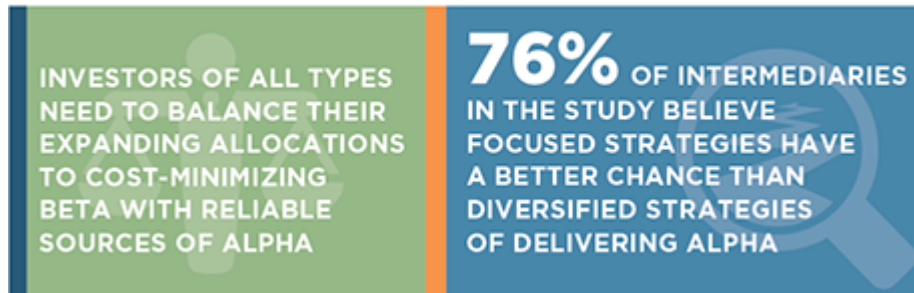 INVESTORS OF ALL TYPES
NEED TO BALANCE THEIR
EXPANDING ALLOCATIONS
TO COST-MINIMIZING
BETA WITH RELIABLE
SOURCES OF ALPHA
76% OF INTERMEDIARIES
IN THE STUDY BELIEVE
FOCUSED STRATEGIES HAVE
A BETTER CHANCE THAN
DIVERSIFIED STRATEGIES
OF DELIVERING ALPHA